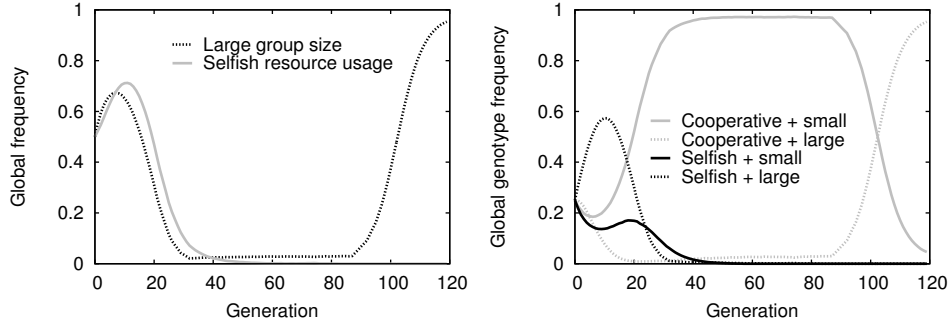 Global frequency
1
0.8
0.6
0.4
0.2
0
0 20 40 60 80 100 120
Generation
Large group size
Selfish resource usage
Global genotype frequency
1
0.8
0.6
0.4
0.2
0
0 20 40 60 80 100 120
Generation
Cooperative + small
Cooperative + large
Selfish + small
Selfish + large